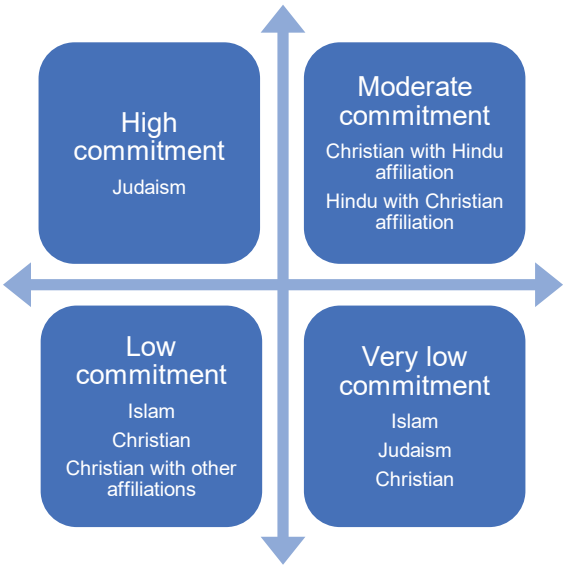 High
commitment
Judaism
Moderate
commitment
Christian with Hindu
affiliation
Hindu with Christian
affiliation
Low
commitment
Islam
Christian
Christian with other
affiliations
Very low
commitment
Islam
Judaism
Christian